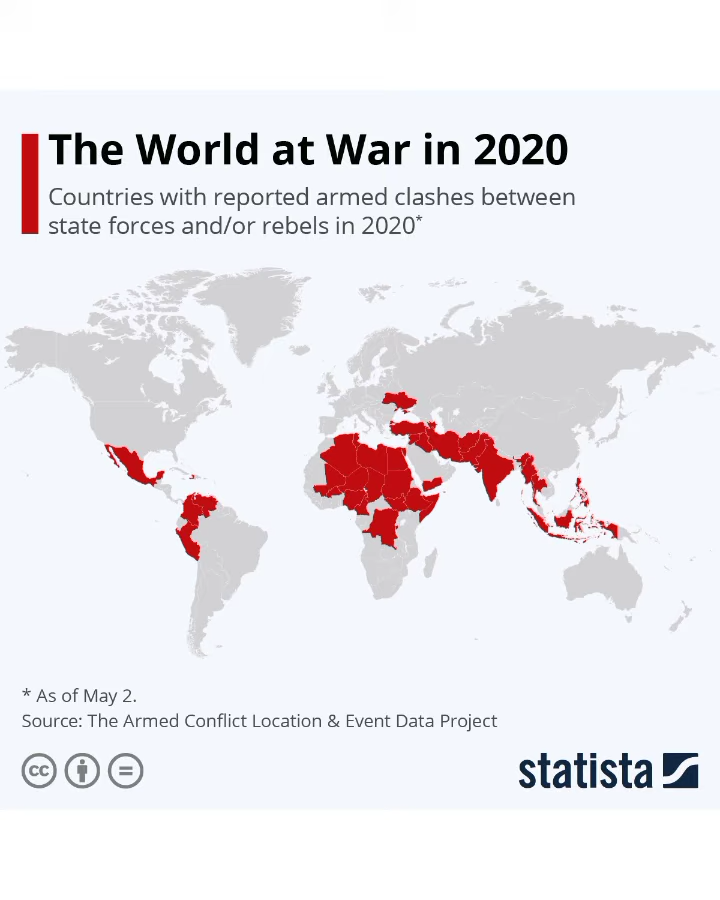 The World at War in 2020
Countries with reported armed clashes between
state forces and/or rebels in 2020*
* As of May 2.
Source: The Armed Conflict Location & Event Data Project
cc
statista